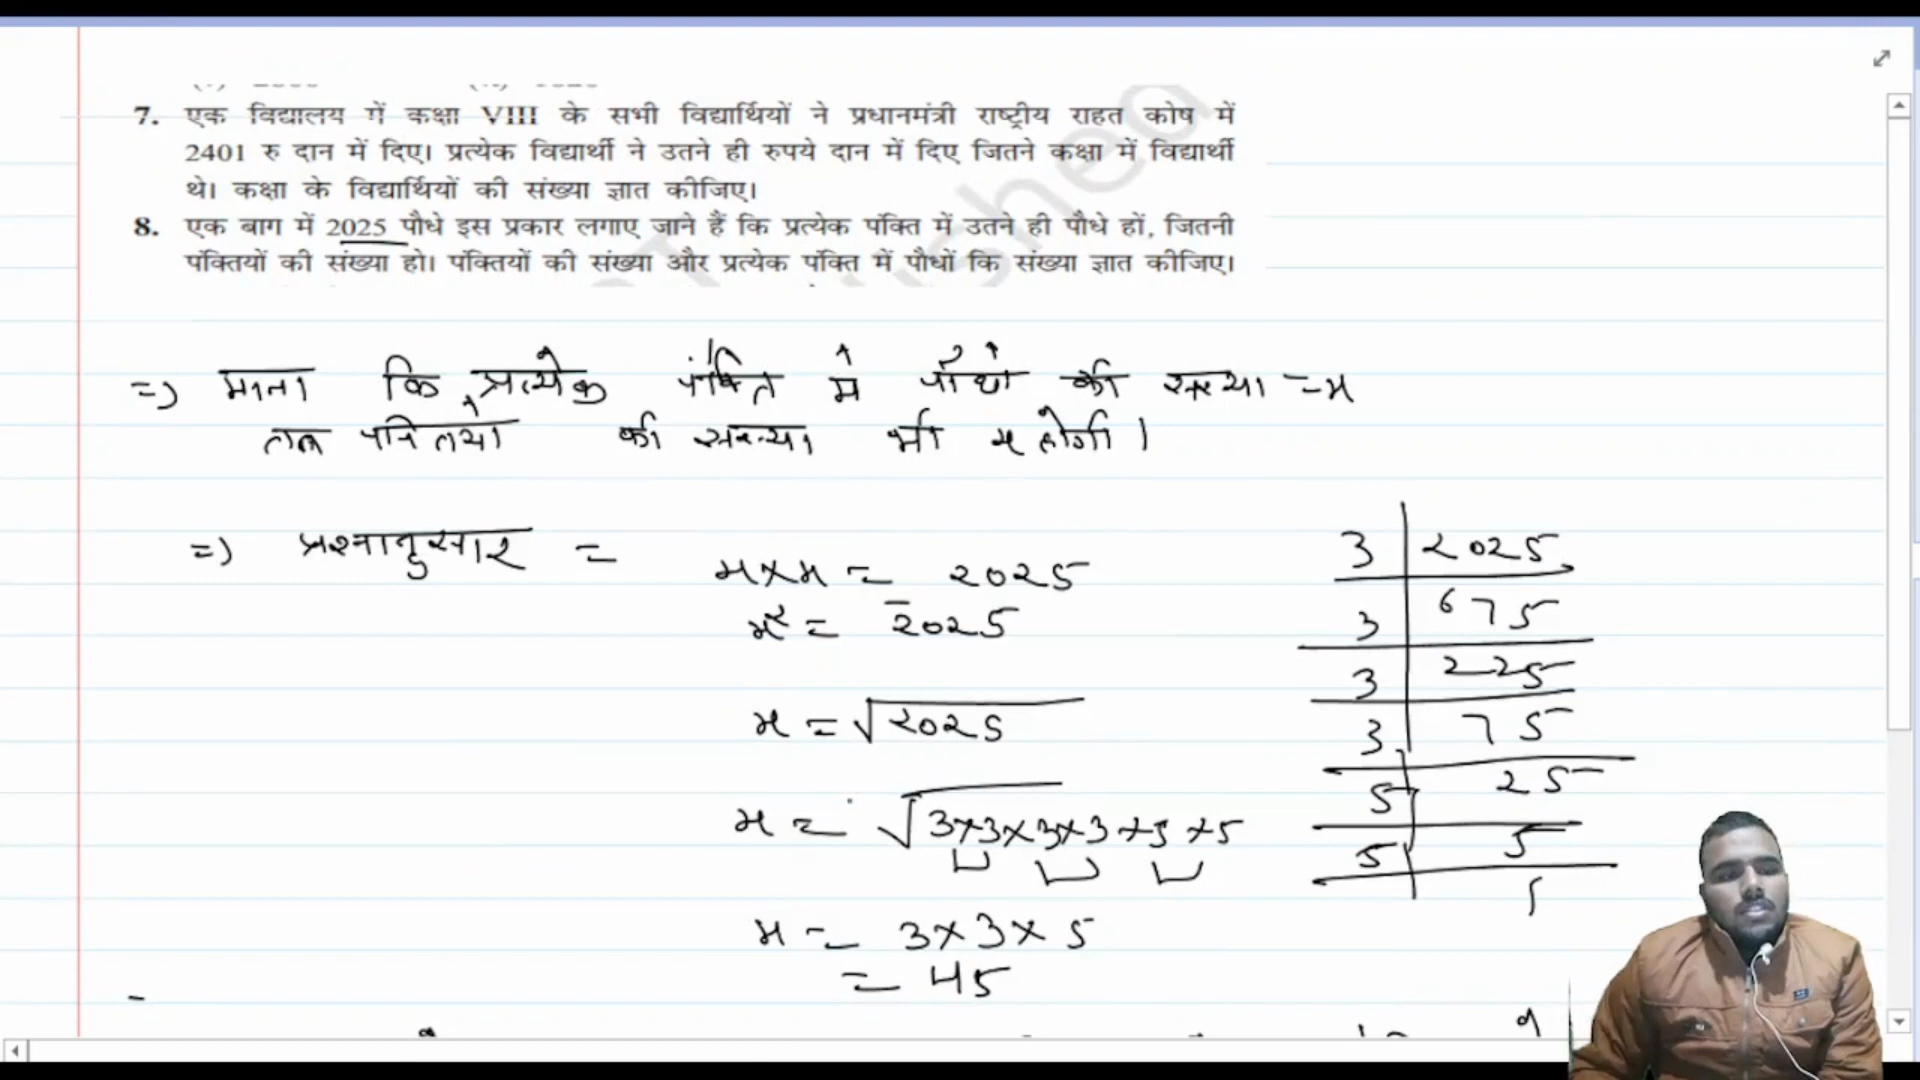 7. एक विद्यालय में कक्षा VIII के सभी विद्यार्थियों ने प्रधानमंत्री राष्ट्रीय राहत कोष में
2401 रु दान में दिए। प्रत्येक विद्यार्थी ने उतने ही रुपये दान में दिए जितने कक्षा में विद्यार्थी
थे। कक्षा के विद्यार्थियों की संख्या ज्ञात कीजिए।
8. एक बाग में 2025 पौधे इस प्रकार लगाए जाने हैं कि प्रत्येक पंक्ति में उतने ही पौधे हों, जितनी
पंक्तियों की संख्या हो। पंक्तियों की संख्या और प्रत्येक पंक्ति में पौधों कि संख्या ज्ञात कीजिए।
=) माना कि प्रत्येक पंक्ति में पौधों की संख्या = x
तब पंक्तियों की संख्या भी x होगी।
=) प्रश्नानुसार =
x × x = 2025
x² = 2025
x = √2025
x = √3×3×3×3×5×5
x = 3×3×5
= 45
3 | 2025
3 | 675
3 | 225
3 | 75
5 | 25
5 | 5
1